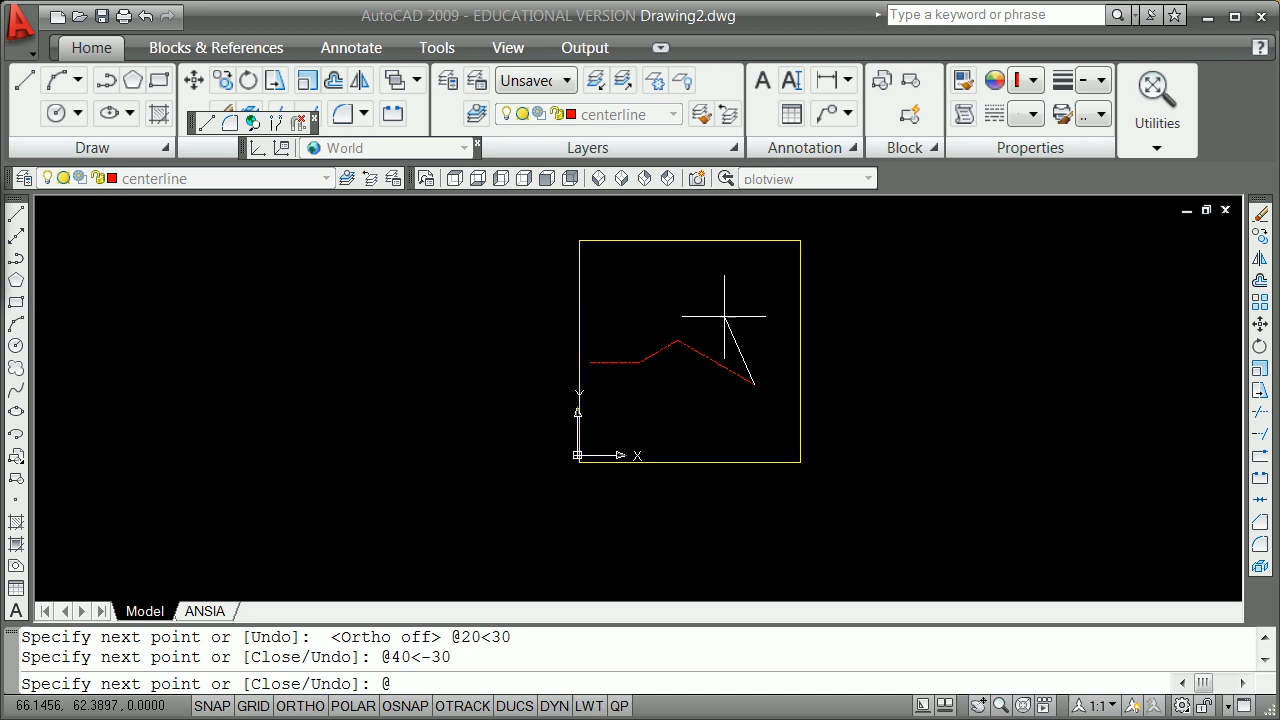 AutoCAD 2009 - EDUCATIONAL VERSION Drawing2.dwg
Type a keyword or phrase
Home Blocks & References Annotate Tools View Output
Unsaved
centerline
Utilities
Draw
World
Layers
Annotation
Block
Properties
centerline
plotview
Y
X
Model ANSIA
Specify next point or [Undo]: <Ortho off> @20<30
Specify next point or [Close/Undo]: @40<-30
Specify next point or [Close/Undo]: @
66.1456, 62.3897 , 0.0000 SNAP GRID ORTHO POLAR OSNAP OTRACK DUCS DYN LWT QP 1:1